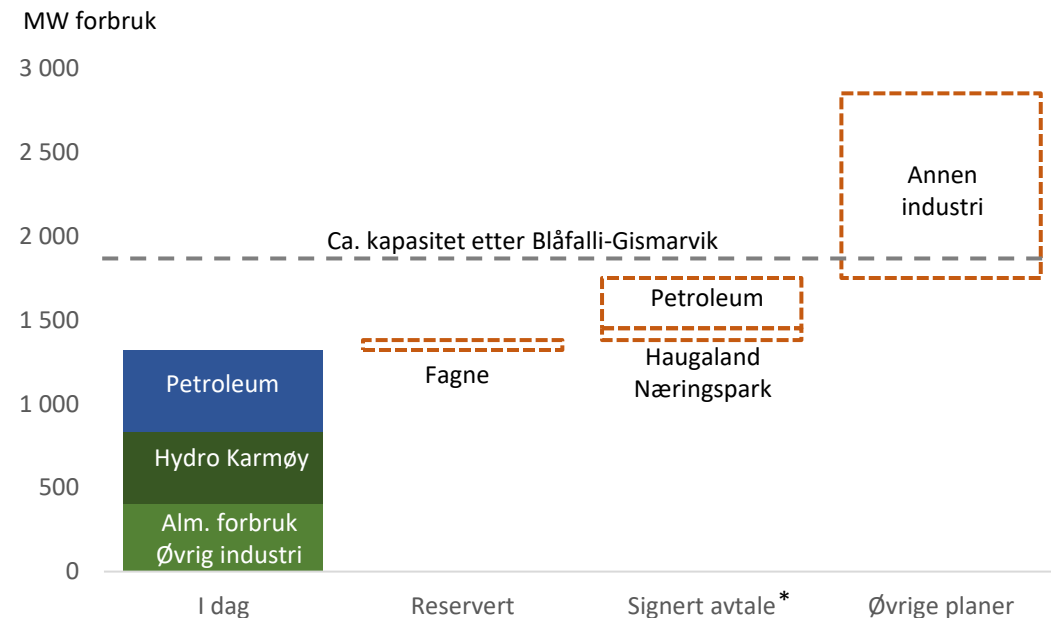 MW forbruk
3 000
2 500
2 000
1 500
1 000
500
0
Ca. kapasitet etter Blåfalli-Gismarvik
Petroleum
Hydro Karmøy
Alm. forbruk
Øvrig industri
Fagne
Petroleum
Haugaland
Næringspark
Annen
industri
I dag
Reservert
Signert avtale*
Øvrige planer